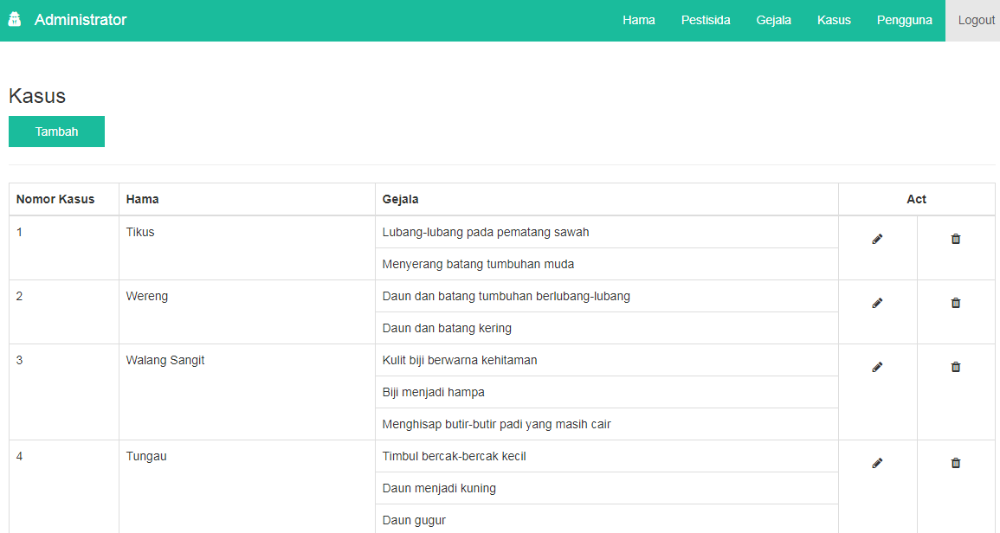 Administrator Hama Pestisida Gejala Kasus Pengguna Logout
Kasus
Tambah
Nomor Kasus Hama Gejala Act
1 Tikus Lubang-lubang pada pematang sawah
Menyerang batang tumbuhan muda
2 Wereng Daun dan batang tumbuhan berlubang-lubang
Daun dan batang kering
3 Walang Sangit Kulit biji berwarna kehitaman
Biji menjadi hampa
Menghisap butir-butir padi yang masih cair
4 Tungau Timbul bercak-bercak kecil
Daun menjadi kuning
Daun gugur